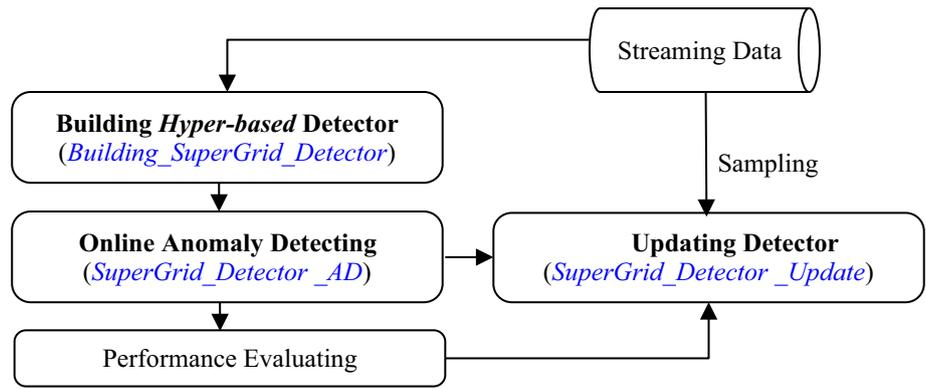 Streaming Data
Building Hyper-based Detector
(Building_SuperGrid_Detector)
Sampling
Online Anomaly Detecting
(SuperGrid_Detector _AD)
Updating Detector
(SuperGrid_Detector _Update)
Performance Evaluating